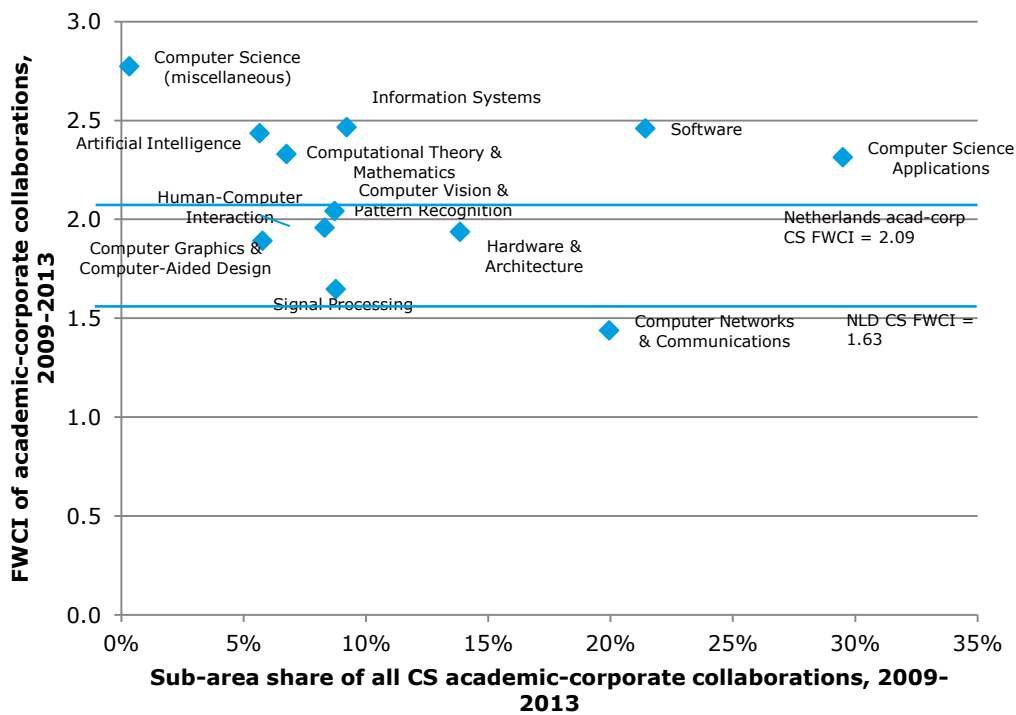 FWCI of academic-corporate collaborations,
2009-2013
3.0
2.5
2.0
1.5
1.0
0.5
0.0
Computer Science
(miscellaneous)
Information Systems
Artificial Intelligence
Computational Theory &
Mathematics
Software
Computer Science
Applications
Human-Computer
Interaction
Computer Vision &
Pattern Recognition
Netherlands acad-corp
CS FWCI = 2.09
Computer Graphics &
Computer-Aided Design
Hardware &
Architecture
Signal Processing
Computer Networks
& Communications
NLD CS FWCI =
1.63
0%
5%
10%
15%
20%
25%
30%
35%
Sub-area share of all CS academic-corporate collaborations, 2009-
2013